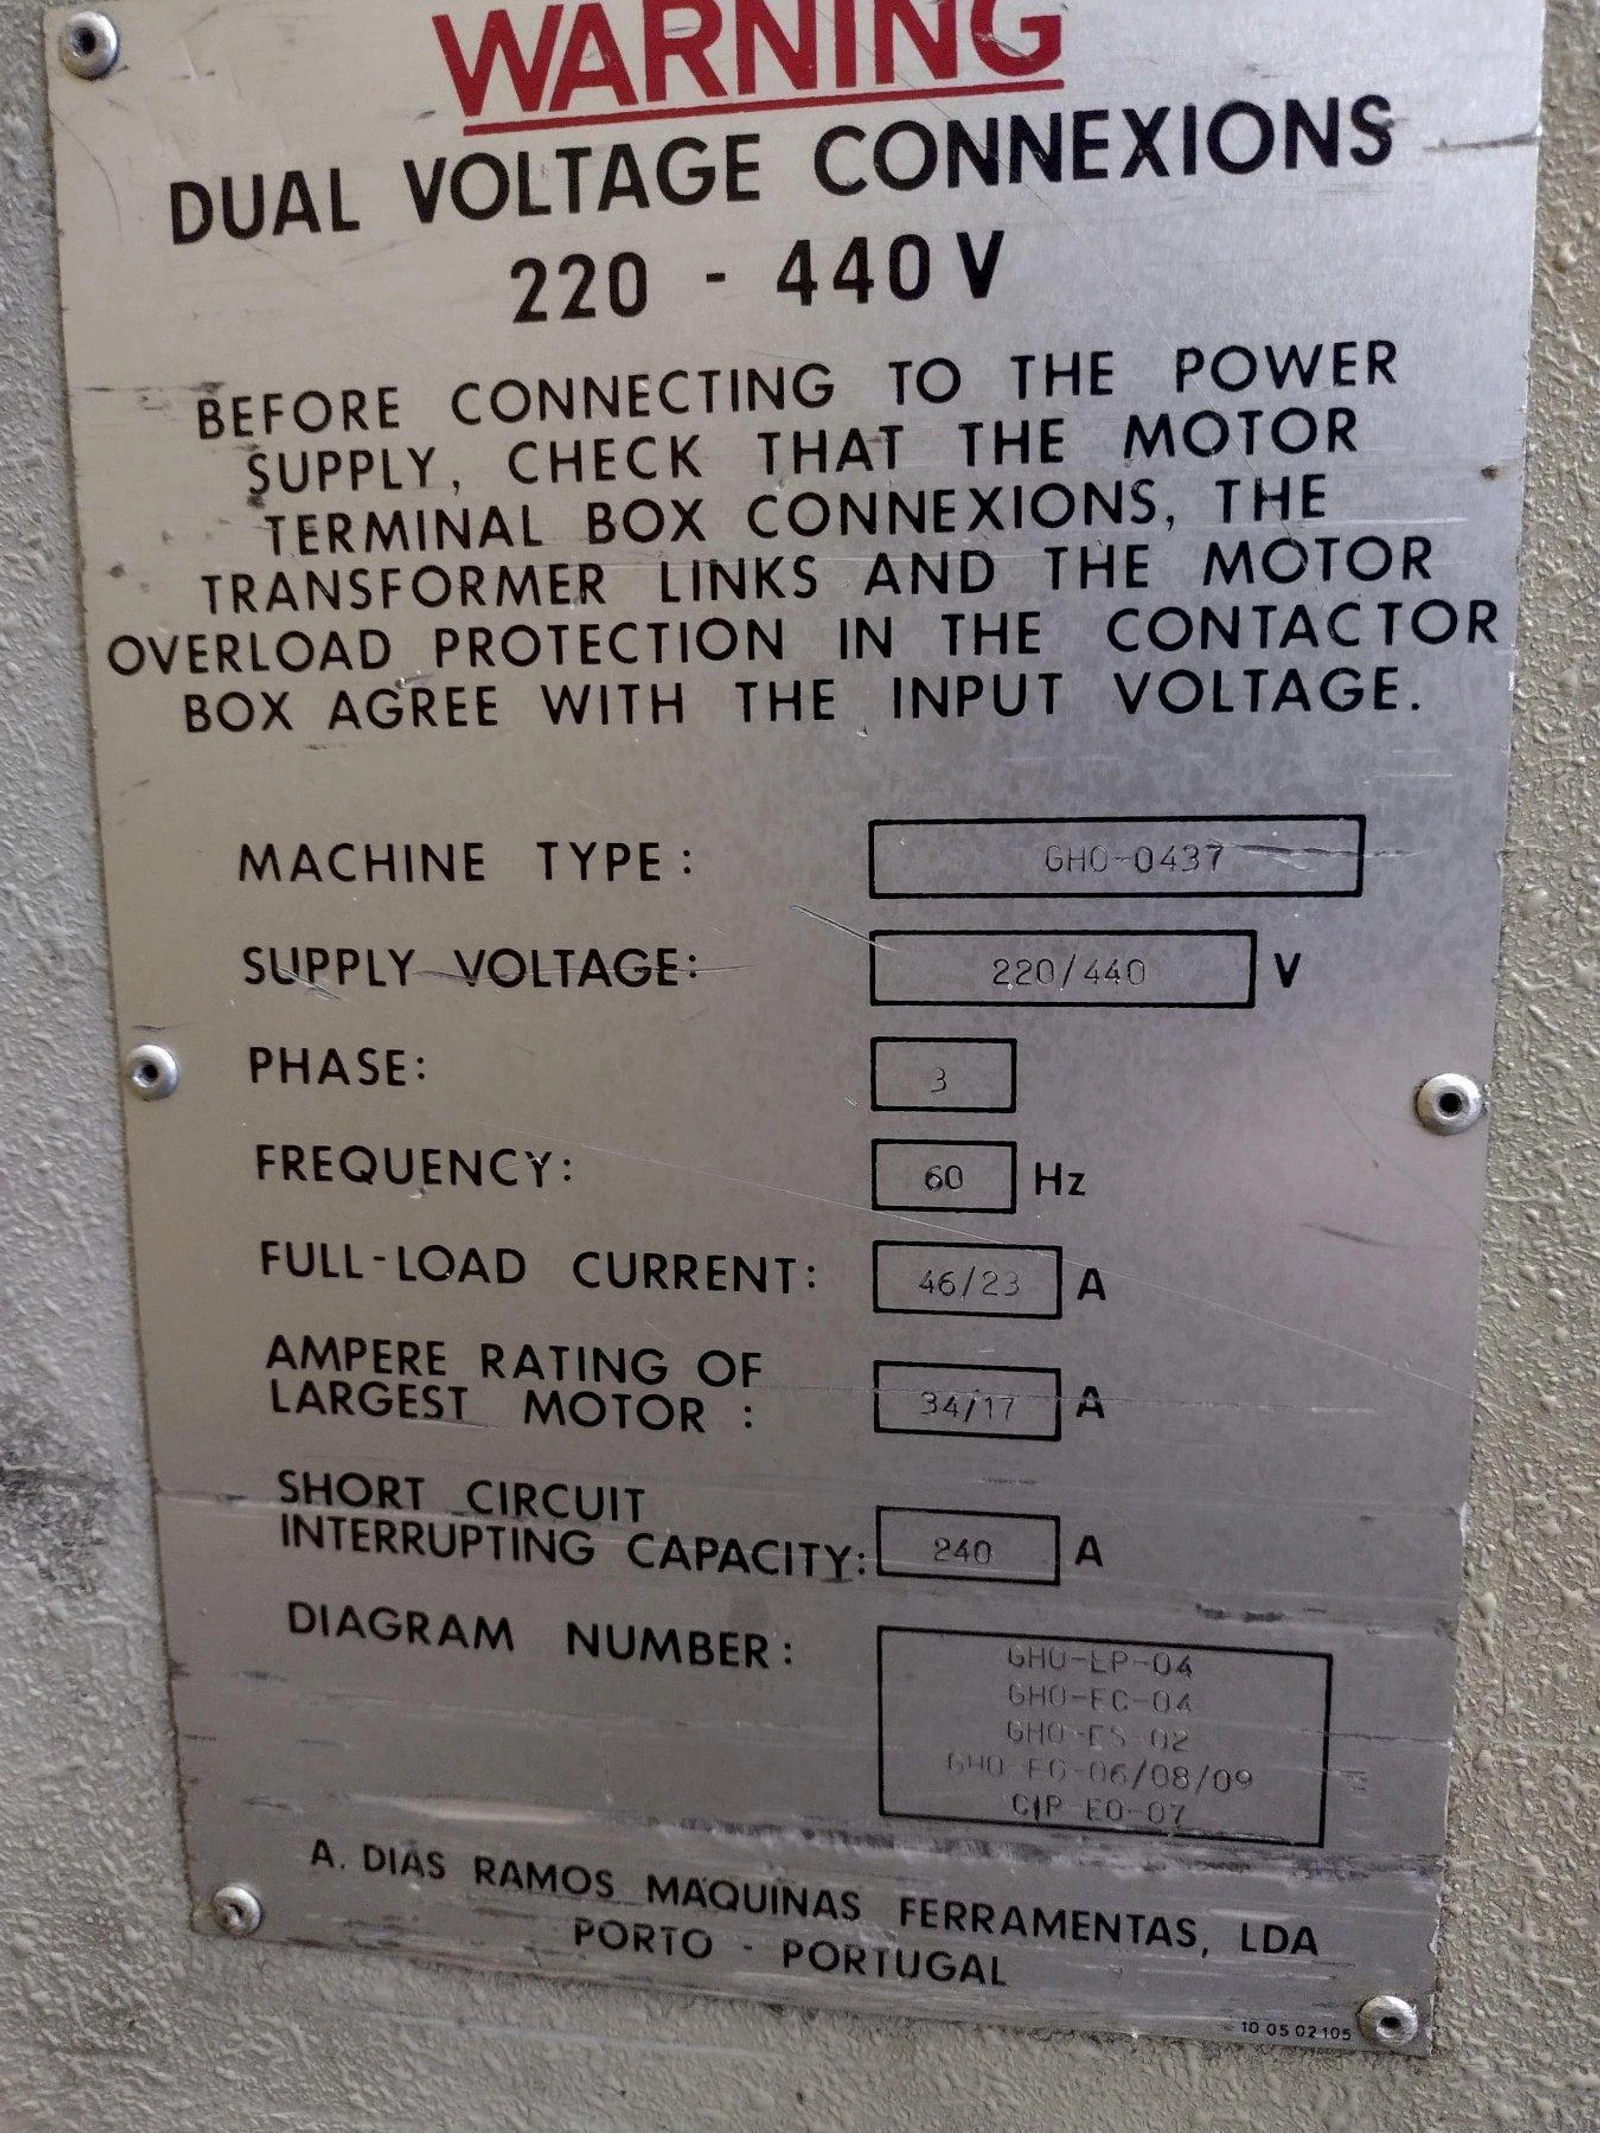 WARNING
DUAL VOLTAGE CONNEXIONS
220 - 440 V
BEFORE CONNECTING TO THE POWER
SUPPLY, CHECK THAT THE MOTOR
TERMINAL BOX CONNEXIONS, THE
TRANSFORMER LINKS AND THE MOTOR
OVERLOAD PROTECTION IN THE CONTACTOR
BOX AGREE WITH THE INPUT VOLTAGE.
MACHINE TYPE: GHO-0437
SUPPLY VOLTAGE: 220/440 V
PHASE: 3
FREQUENCY: 60 Hz
FULL-LOAD CURRENT: 46/23 A
AMPERE RATING OF
LARGEST MOTOR : 34/17 A
SHORT CIRCUIT
INTERRUPTING CAPACITY: 240 A
DIAGRAM NUMBER: GHO-EP-04
GHO-EC-04
GHO-ES-02
GHO-EG-06/08/09
EO-07
A. DIAS RAMOS MAQUINAS FERRAMENTAS, LDA
PORTO - PORTUGAL
10 05 02 105